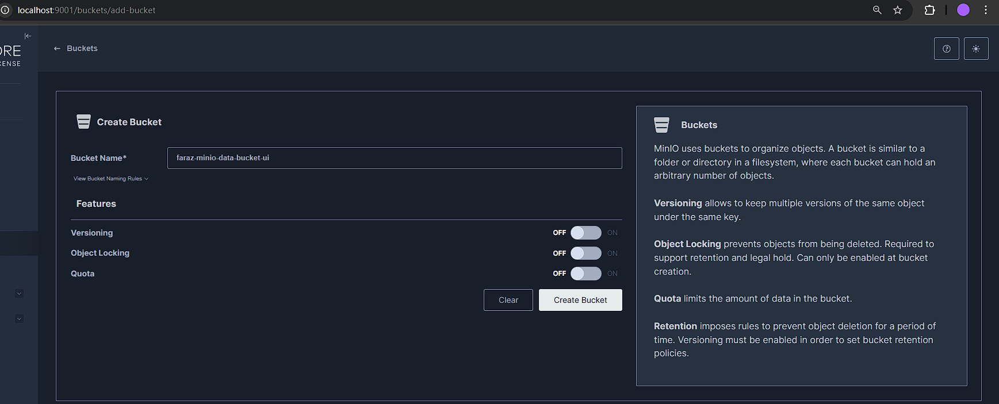 localhost:9001/buckets/add-bucket
ORE
CENSE
Buckets
Create Bucket
Bucket Name*
faraz-minio-data-bucket-ui
View Bucket Naming Rules
Features
Versioning
OFF ON
Object Locking
OFF ON
Quota
OFF ON
Clear
Create Bucket
Buckets
MinIO uses buckets to organize objects. A bucket is similar to a
folder or directory in a filesystem, where each bucket can hold an
arbitrary number of objects.
Versioning allows to keep multiple versions of the same object
under the same key.
Object Locking prevents objects from being deleted. Required to
support retention and legal hold. Can only be enabled at bucket
creation.
Quota limits the amount of data in the bucket.
Retention imposes rules to prevent object deletion for a period of
time. Versioning must be enabled in order to set bucket retention
policies.